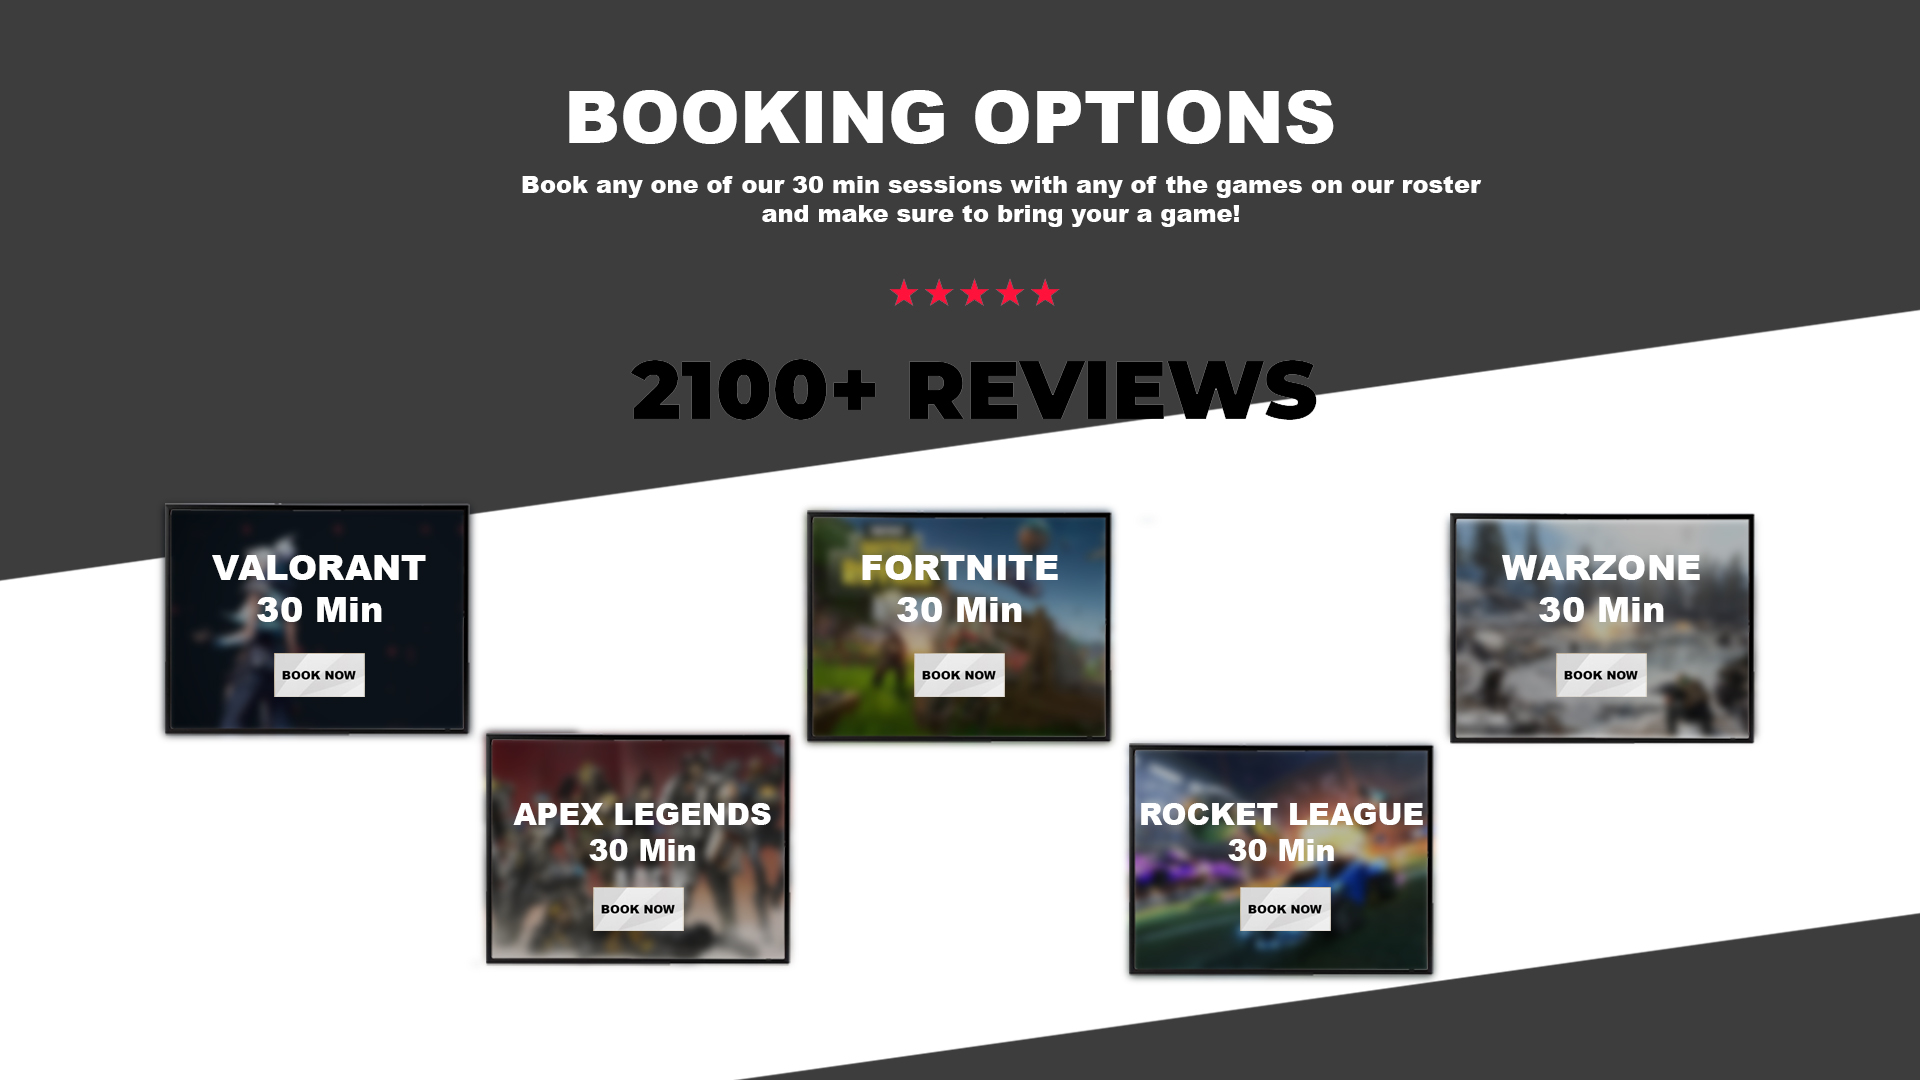 BOOKING OPTIONS
Book any one of our 30 min sessions with any of the games on our roster
and make sure to bring your a game!
2100+ REVIEWS
VALORANT
30 Min
BOOK NOW
FORTNITE
30 Min
BOOK NOW
WARZONE
30 Min
BOOK NOW
APEX LEGENDS
30 Min
BOOK NOW
ROCKET LEAGUE
30 Min
BOOK NOW